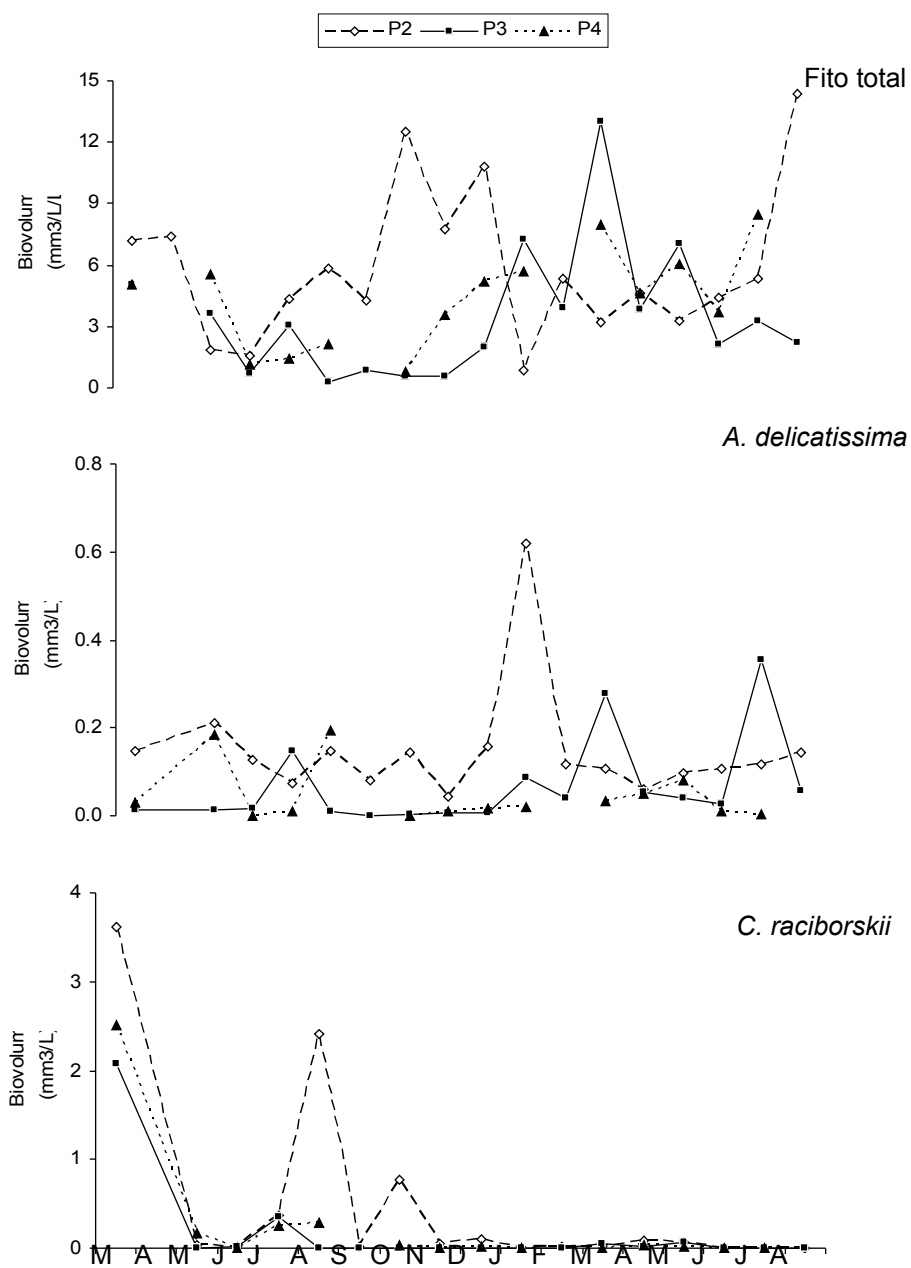 P2 P3 P4
Fito total
15
12
9
6
3
0
Biovolum
(mm3/L/l
A. delicatissima
0.8
0.6
0.4
0.2
0.0
Biovolum
(mm3/L)
C. raciborskii
4
3
2
1
0
Biovolum
(mm3/L)
M A M J J A S O N D J F M A M J J A